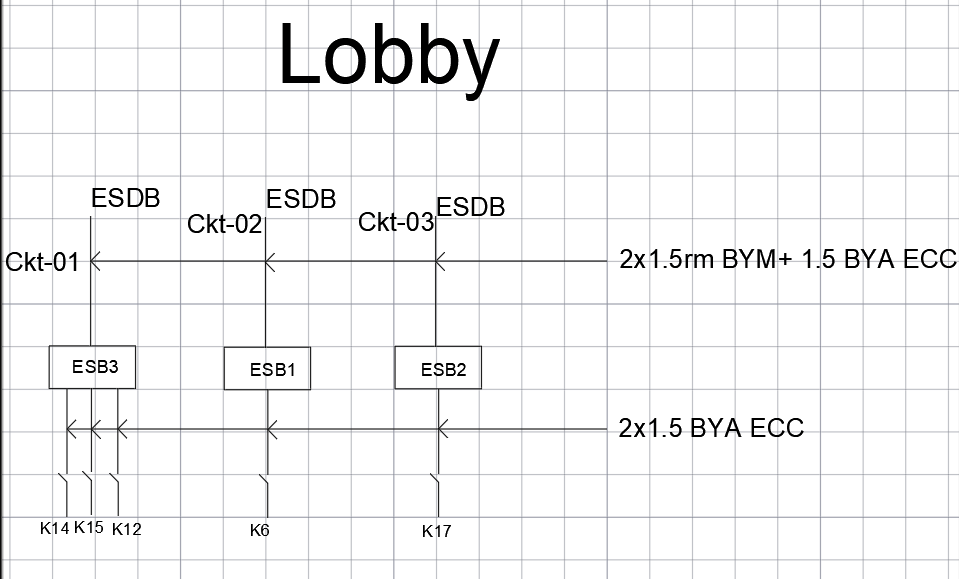 Lobby
ESDB
ESDB
ESDB
Ckt-01
Ckt-02
Ckt-03
2x1.5rm BYM+ 1.5 BYA ECC
ESB3
ESB1
ESB2
2x1.5 BYA ECC
K14
K15
K12
K6
K17